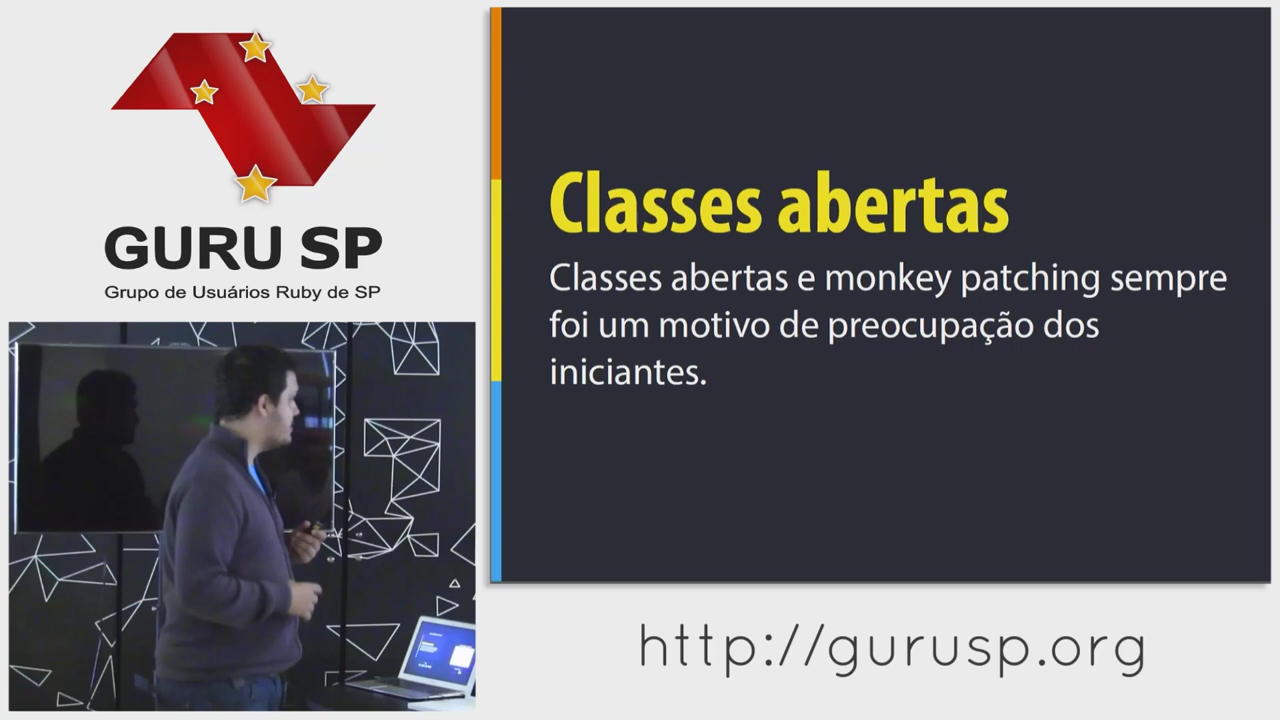 GURU SP
Grupo de Usuários Ruby de SP
Classes abertas
Classes abertas e monkey patching sempre
foi um motivo de preocupação dos
iniciantes.
http://gurusp.org